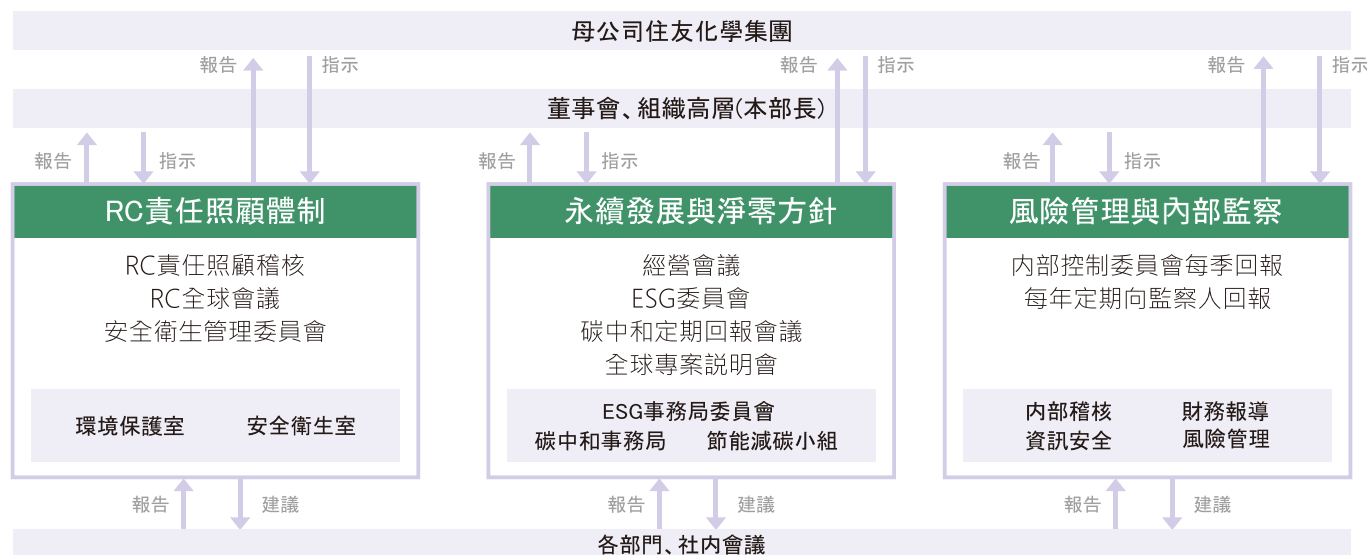 母公司住友化學集團
報告 指示 報告 指示 報告 指示
董事會、組織高層(本部長)
報告 指示 報告 指示 報告 指示
RC責任照顧體制
RC責任照顧稽核
RC全球會議
安全衛生管理委員會
環境保護室 安全衛生室
永續發展與淨零方針
經營會議
ESG委員會
碳中和定期回報會議
全球專案説明會
ESG事務局委員會
碳中和事務局 節能減碳小組
風險管理與內部監察
内部控制委員會每季回報
每年定期向監察人回報
内部稽核 財務報導
資訊安全 風險管理
報告 建議 報告 建議 報告 建議
各部門、社内會議